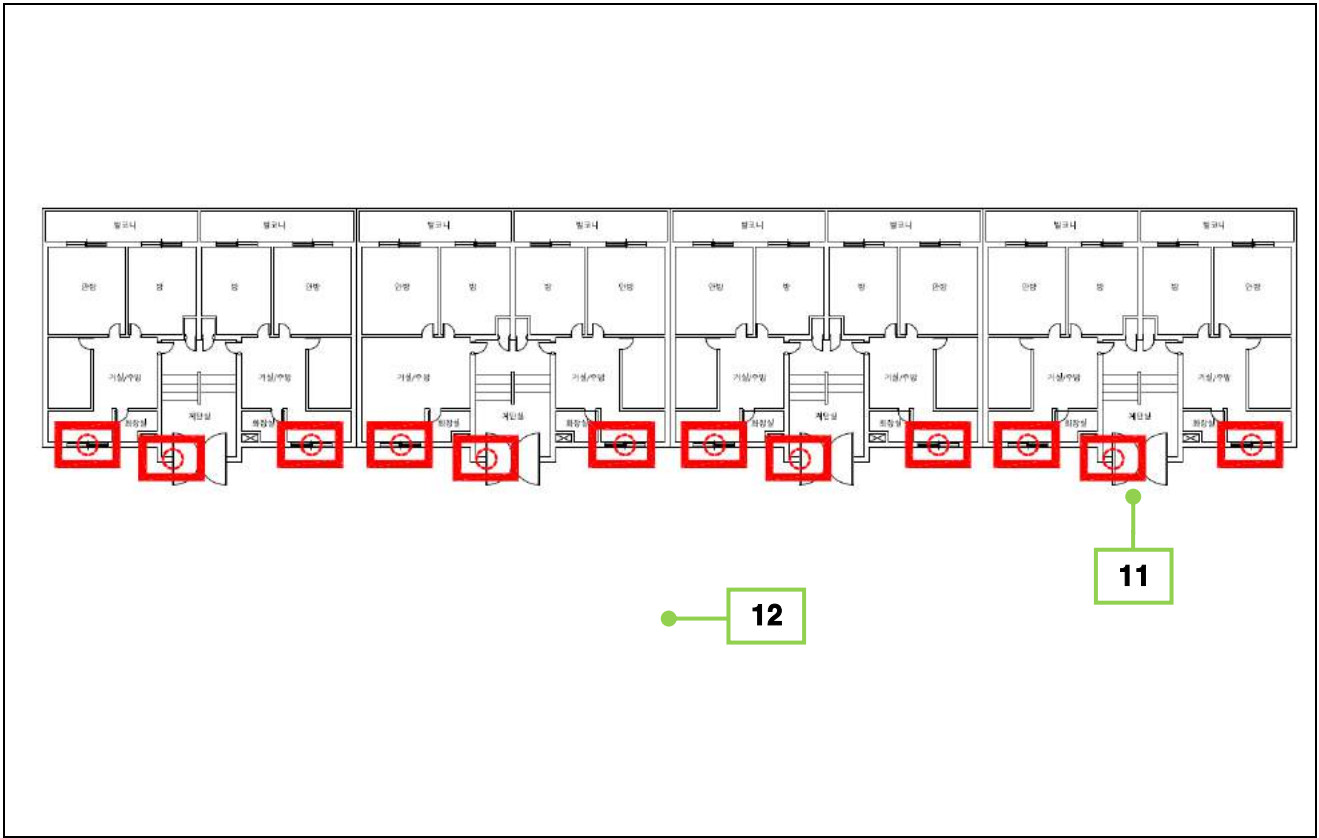 발코니 발코니 발코니 발코니 발코니 발코니 발코니 발코니
안방 방 방 안방 안방 방 방 안방 안방 방 방 안방 안방 방 방 안방
거실/주방 거실/주방 거실/주방 거실/주방 거실/주방 거실/주방 거실/주방 거실/주방
화장실 계단실 화장실 화장실 계단실 화장실 화장실 계단실 화장실 화장실 계단실 화장실
11
12